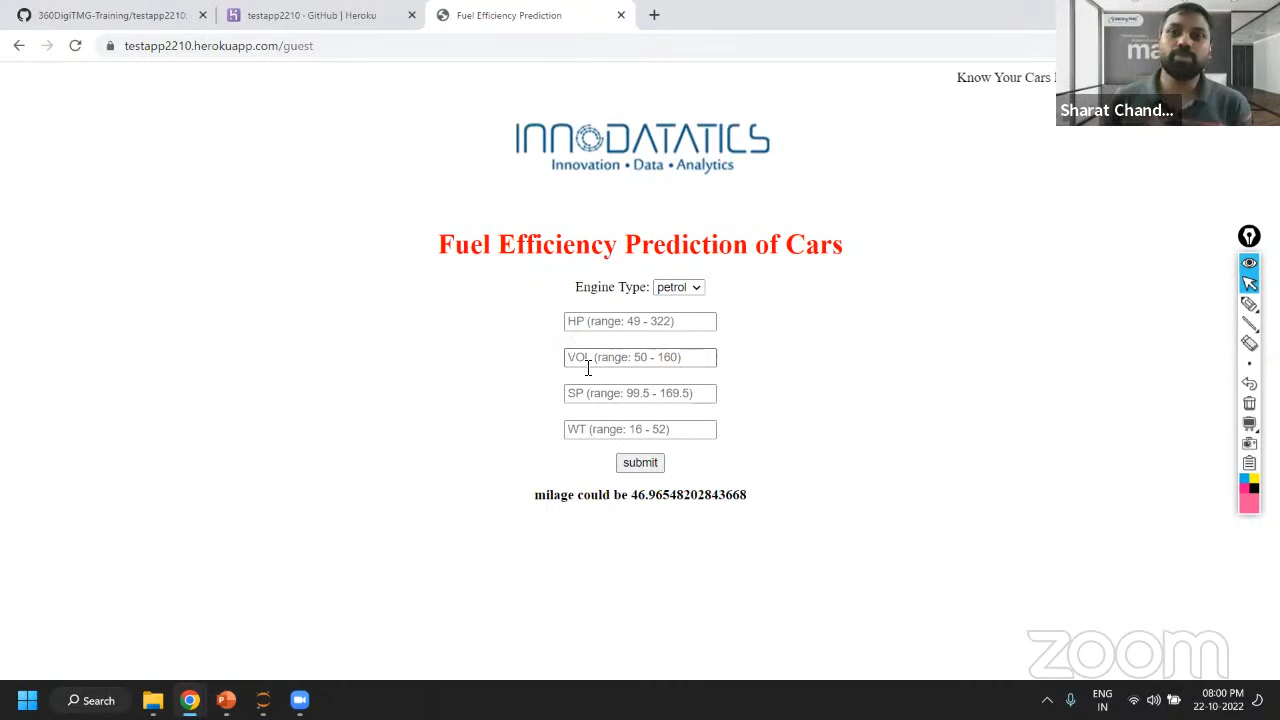 360DigiTMG-Training/testapp2210:
testapp2210 - GitHub | Heroku
Fuel Efficiency Prediction
testapp2210.herokuapp.com/guest
Know Your Cars
ma
Sharat Chand...
INNODATATICS
Innovation • Data • Analytics
Fuel Efficiency Prediction of Cars
Engine Type: petrol
HP (range: 49 - 322)
VOL (range: 50 - 160)
SP (range: 99.5 - 169.5)
WT (range: 16 - 52)
submit
milage could be 46.96548202843668
zoom
Search
ENG
IN
08:00 PM
22-10-2022